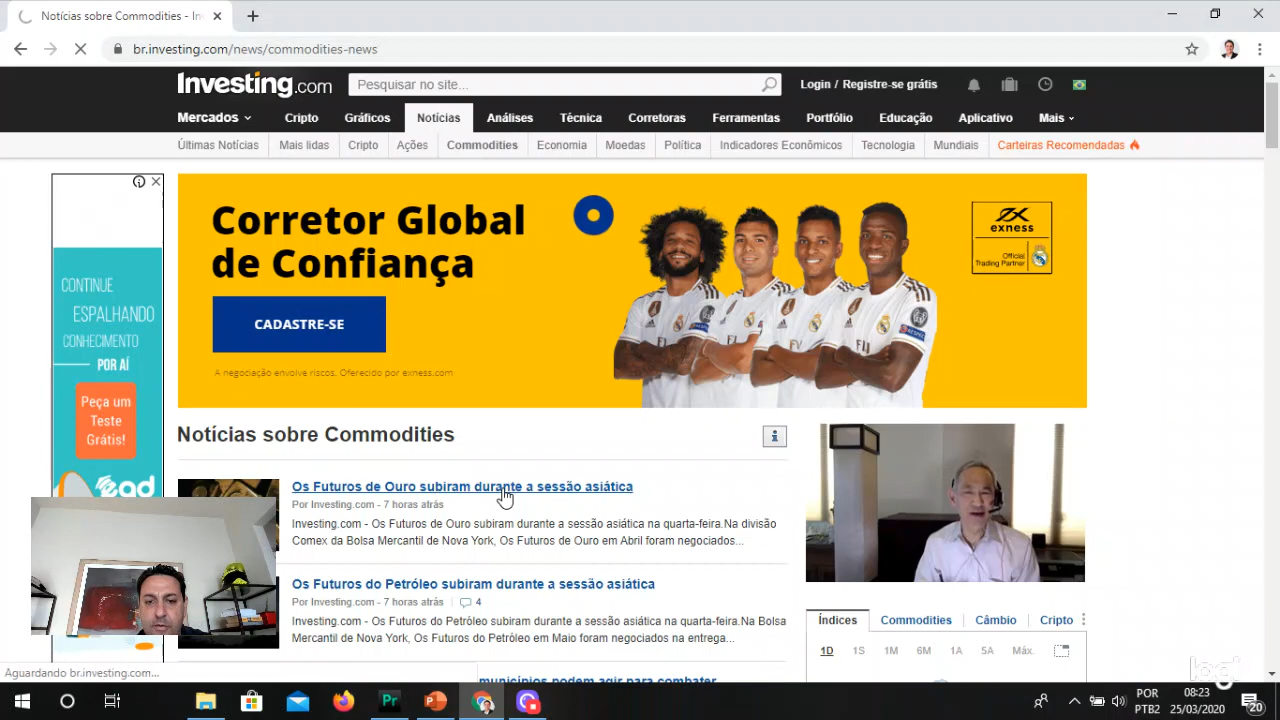 Notícias sobre Commodities - In
br.investing.com/news/commodities-news
Investing.com
Pesquisar no site...
Login / Registre-se grátis
Mercados
Cripto
Gráficos
Notícias
Análises
Técnica
Corretoras
Ferramentas
Portfólio
Educação
Aplicativo
Mais
Últimas Notícias
Mais lidas
Cripto
Ações
Commodities
Economia
Moedas
Política
Indicadores Econômicos
Tecnologia
Mundiais
Carteiras Recomendadas
CONTINUE
ESPALHANDO
CONHECIMENTO
POR AÍ
Peça um
Teste
Grátis!
ead
Corretor Global
de Confiança
CADASTRE-SE
A negociação envolve riscos. Oferecido por exness.com
exness
Official
Trading Partner
Notícias sobre Commodities
Os Futuros de Ouro subiram durante a sessão asiática
Por Investing.com - 7 horas atrás
Investing.com - Os Futuros de Ouro subiram durante a sessão asiática na quarta-feira.Na divisão
Comex da Bolsa Mercantil de Nova York, Os Futuros de Ouro em Abril foram negociados...
Os Futuros do Petróleo subiram durante a sessão asiática
Por Investing.com - 7 horas atrás
4
Investing.com - Os Futuros do Petróleo subiram durante a sessão asiática na quarta-feira.Na Bolsa
Mercantil de Nova York, Os Futuros do Petróleo em Maio foram negociados na entrega...
municípios podem agir para combater
Índices
Commodities
Câmbio
Cripto
1D
1S
1M
6M
1A
5A
Máx.
Aguardando br.investing.com...
POR
PTB2
08:23
25/03/2020
20